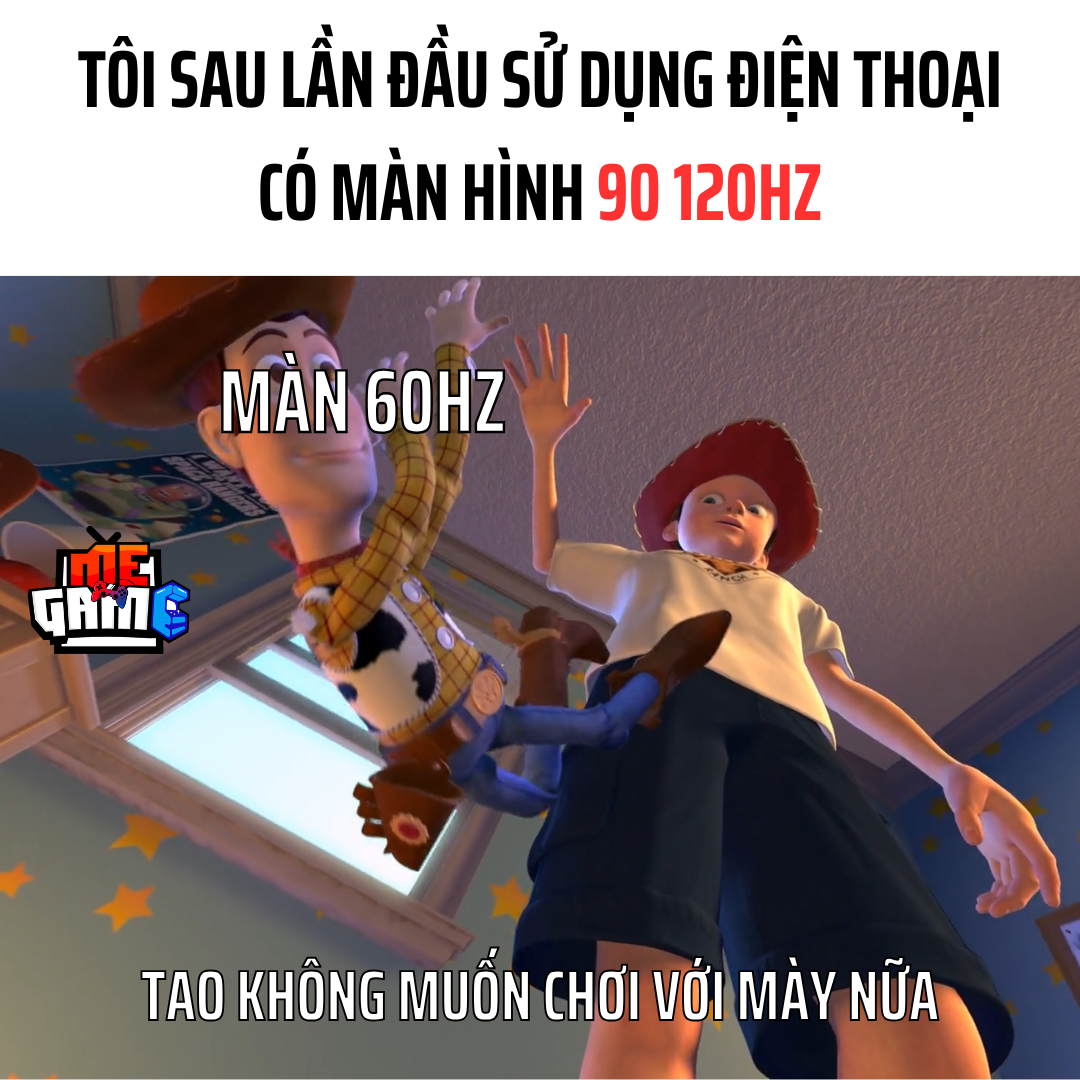 TÔI SAU LẦN ĐẦU SỬ DỤNG ĐIỆN THOẠI
CÓ MÀN HÌNH 90 120HZ
MÀN 60HZ
ME
GAME
TAO KHÔNG MUỐN CHƠI VỚI MÀY NỮA